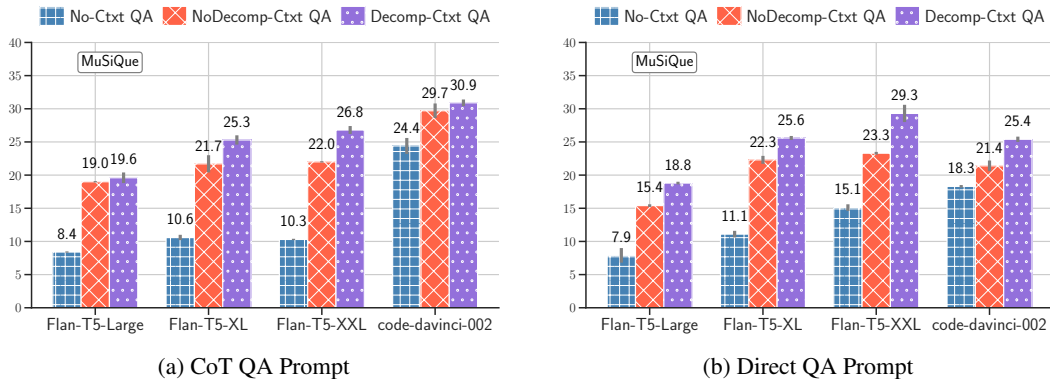 No-Ctxt QA NoDecomp-Ctxt QA Decomp-Ctxt QA
MuSiQue
40
35
30
25
20
15
10
5
0
8.4 19.0 19.6
10.6 21.7 25.3
10.3 22.0 26.8
24.4 29.7 30.9
Flan-T5-Large Flan-T5-XL Flan-T5-XXL code-davinci-002
(a) CoT QA Prompt
No-Ctxt QA NoDecomp-Ctxt QA Decomp-Ctxt QA
MuSiQue
40
35
30
25
20
15
10
5
0
7.9 15.4 18.8
11.1 22.3 25.6
15.1 23.3 29.3
18.3 21.4 25.4
Flan-T5-Large Flan-T5-XL Flan-T5-XXL code-davinci-002
(b) Direct QA Prompt